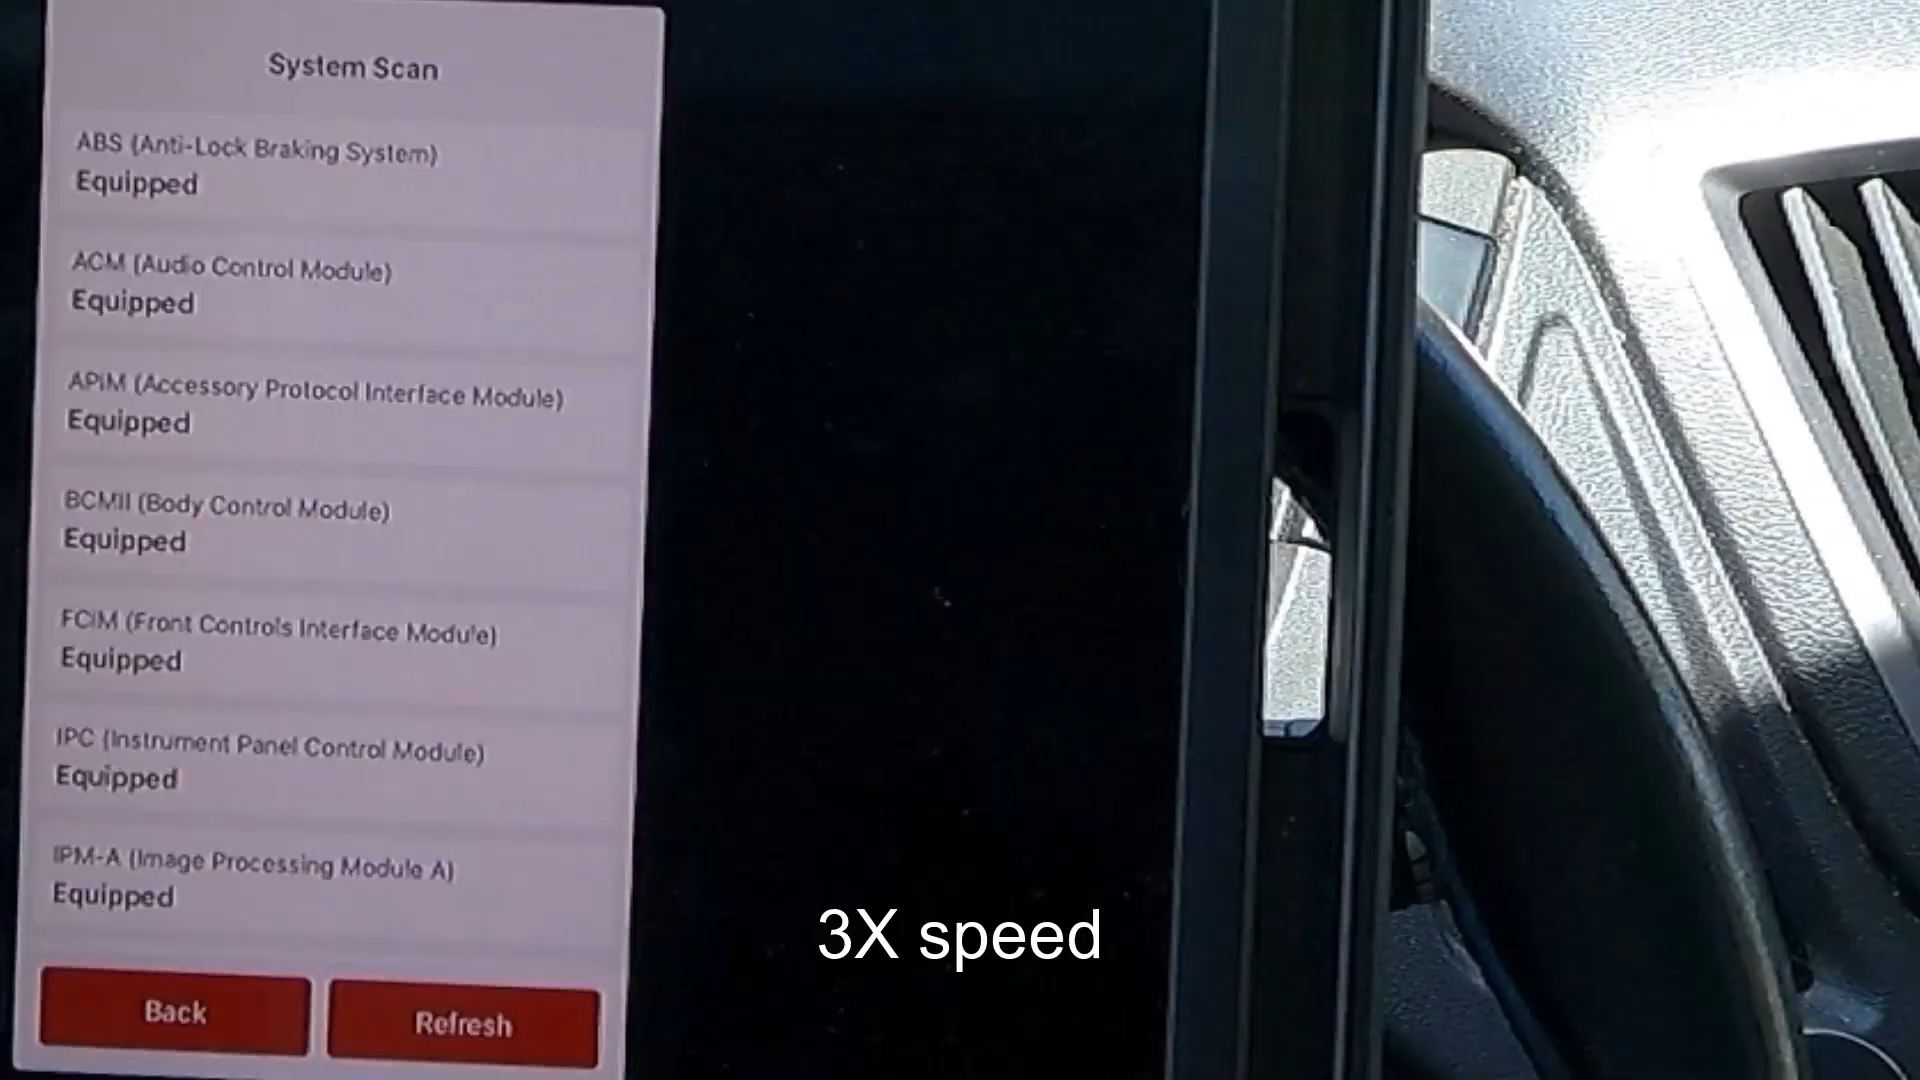 System Scan
ABS (Anti-Lock Braking System)
Equipped
ACM (Audio Control Module)
Equipped
APIM (Accessory Protocol Interface Module)
Equipped
BCMII (Body Control Module)
Equipped
FCIM (Front Controls Interface Module)
Equipped
IPC (Instrument Panel Control Module)
Equipped
IPM-A (Image Processing Module A)
Equipped
Back
Refresh
3X speed